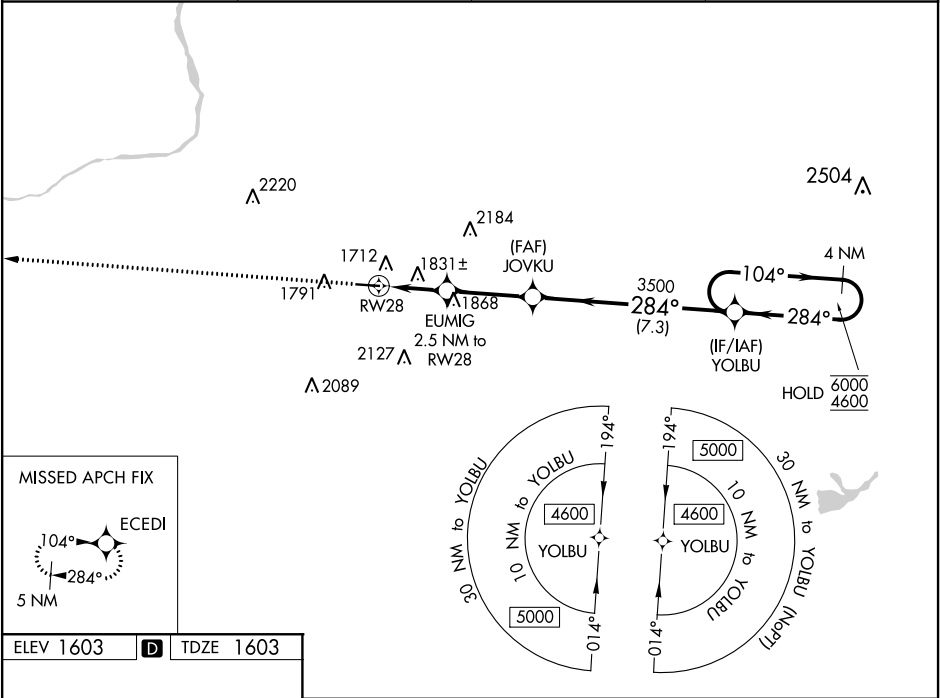 2504
2220
2184
(FAF)
JOVKU
4 NM
1712
1831±
104°
3500
284°
(7.3)
284°
1791
RW28
1868
EUMIG
2.5 NM to
RW28
(IF/IAF)
YOLBU
2127
2089
HOLD 6000
4600
MISSED APCH FIX
ECEDI
104°
284°
5 NM
30 NM to YOLBU
10 NM to YOLBU
194°
4600
YOLBU
5000
014°
194°
5000
4600
YOLBU
10 NM to YOLBU
30 NM to YOLBU (NoPT)
014°
ELEV 1603 D TDZE 1603